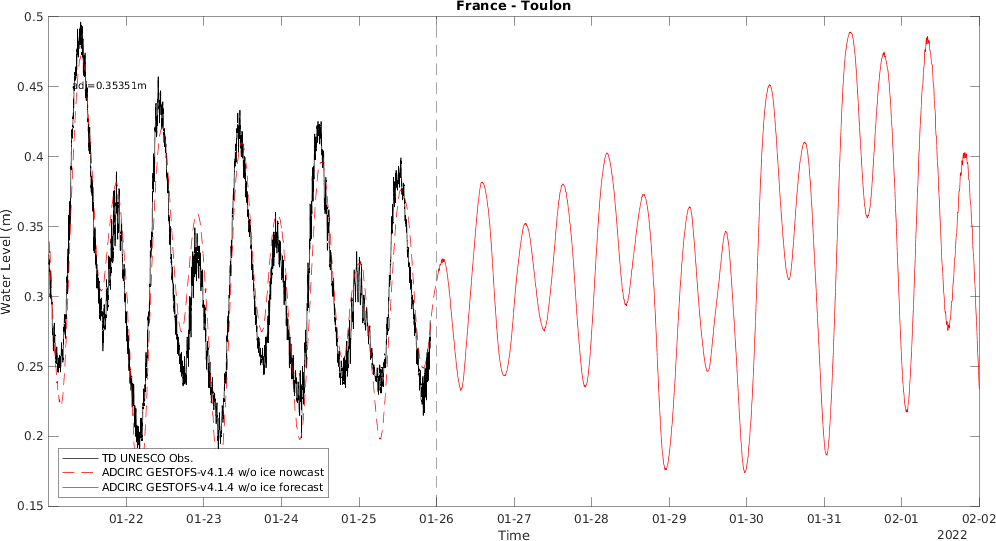 France - Toulon
0.5
0.45
0.4
0.35
0.3
0.25
0.2
0.15
Water Level (m)
adj=0.35351m
TD UNESCO Obs.
ADCIRC GESTOFS-v4.1.4 w/o ice nowcast
ADCIRC GESTOFS-v4.1.4 w/o ice forecast
01-22 01-23 01-24 01-25 01-26 01-27 01-28 01-29 01-30 01-31 02-01 02-02
Time
2022